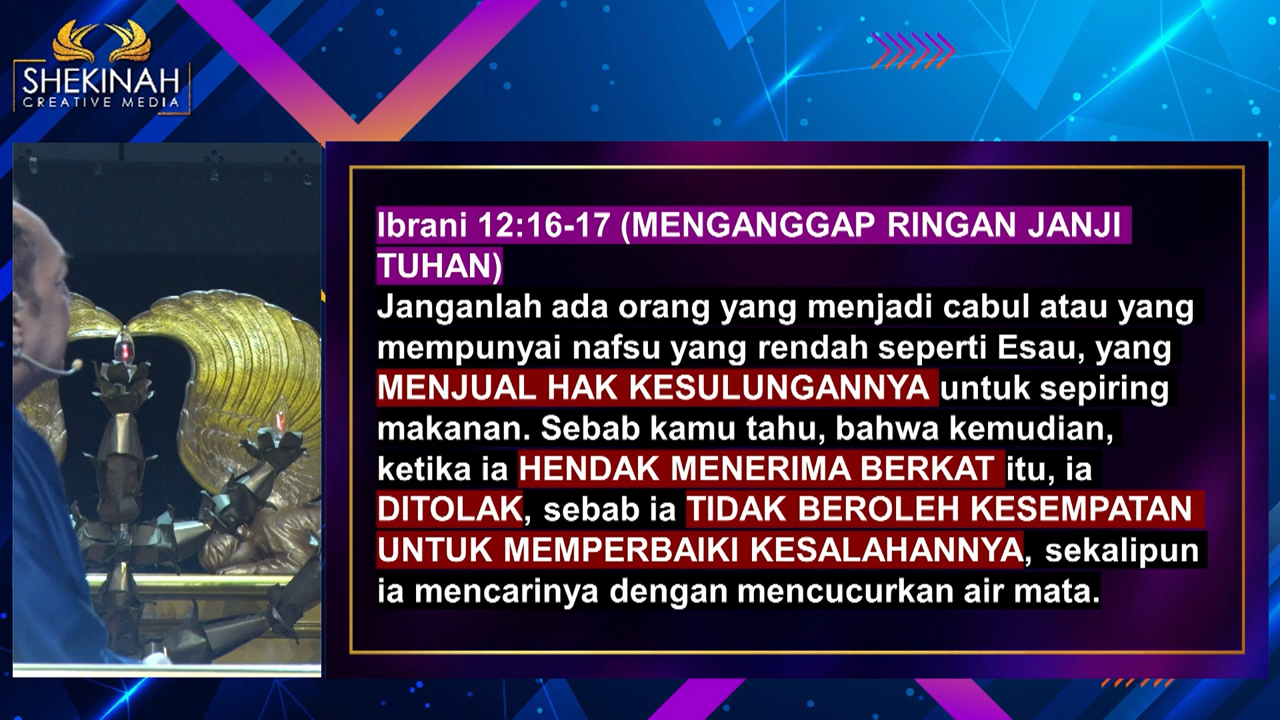 SHEKINAH
CREATIVE MEDIA
Ibrani 12:16-17 (MENGANGGAP RINGAN JANJI
TUHAN)
Janganlah ada orang yang menjadi cabul atau yang
mempunyai nafsu yang rendah seperti Esau, yang
MENJUAL HAK KESULUNGANNYA untuk sepiring
makanan. Sebab kamu tahu, bahwa kemudian,
ketika ia HENDAK MENERIMA BERKAT itu, ia
DITOLAK, sebab ia TIDAK BEROLEH KESEMPATAN
UNTUK MEMPERBAIKI KESALAHANNYA, sekalipun
ia mencarinya dengan mencucurkan air mata.